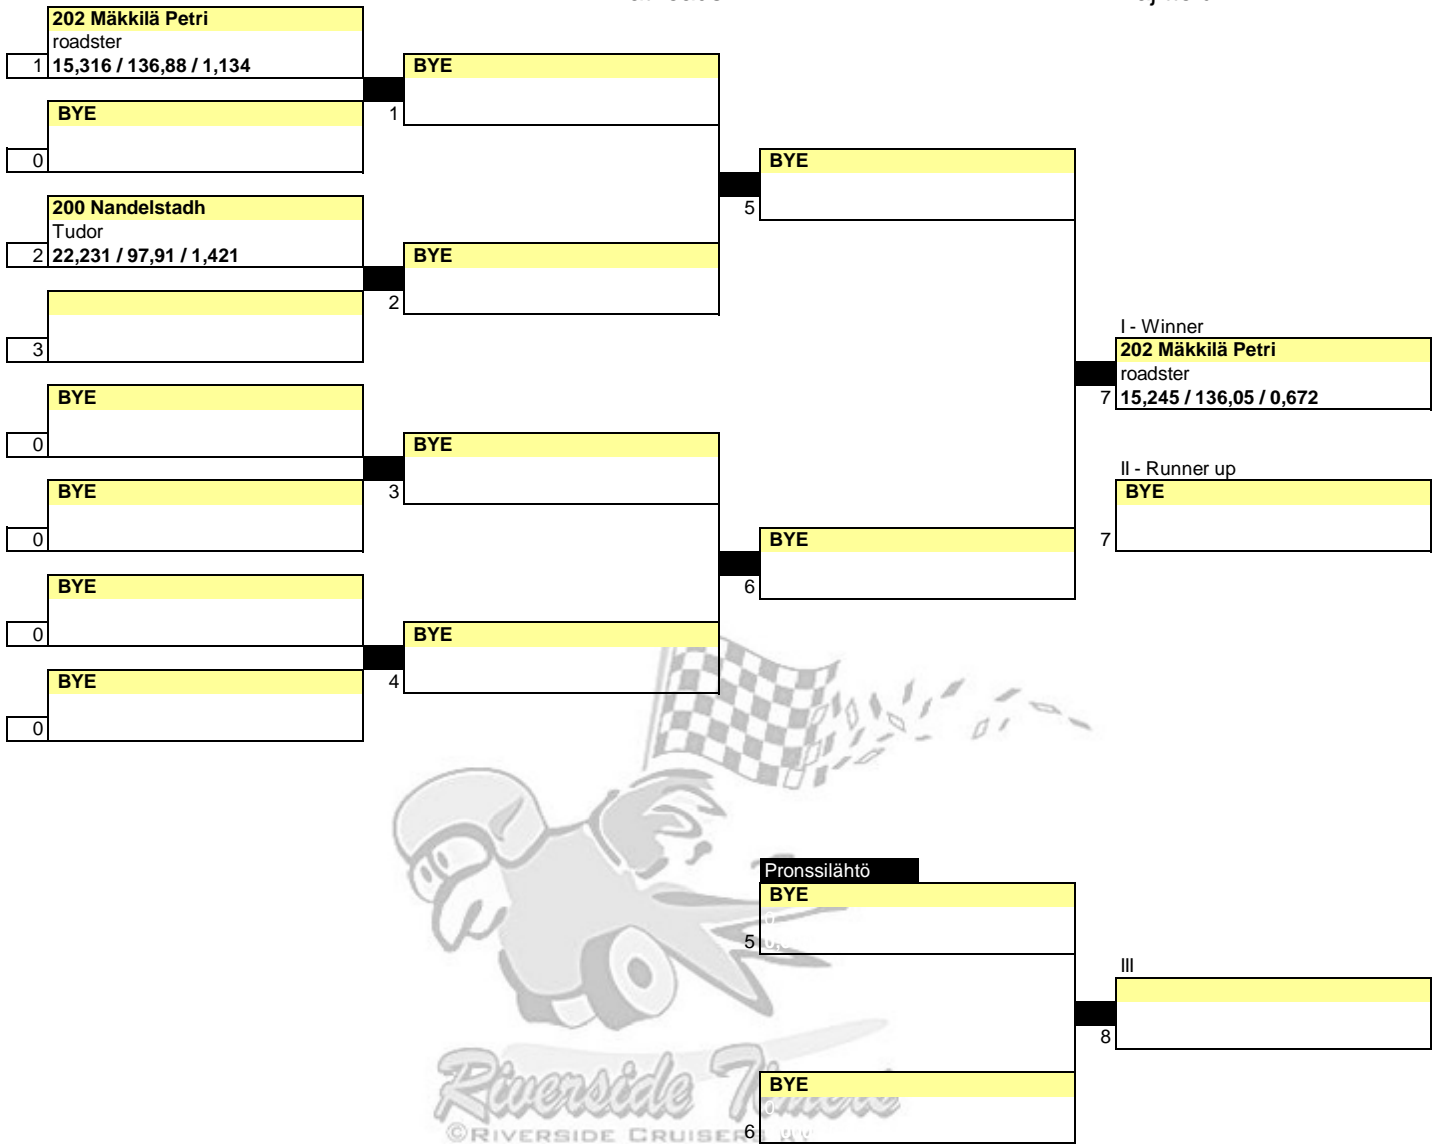 202 Mäkkilä Petri
roadster
1 15,316 / 136,88 / 1,134
BYE
0
200 Nandelstadh
Tudor
2 22,231 / 97,91 / 1,421
3
BYE
0
BYE
0
BYE
0
BYE
0
BYE
1
BYE
2
BYE
3
BYE
4
BYE
5
BYE
6
I - Winner
202 Mäkkilä Petri
roadster
7 15,245 / 136,05 / 0,672
II - Runner up
BYE
7
Pronssilähtö
BYE
5
BYE
6
III
8
Riverside
©RIVERSIDE CRUISERS